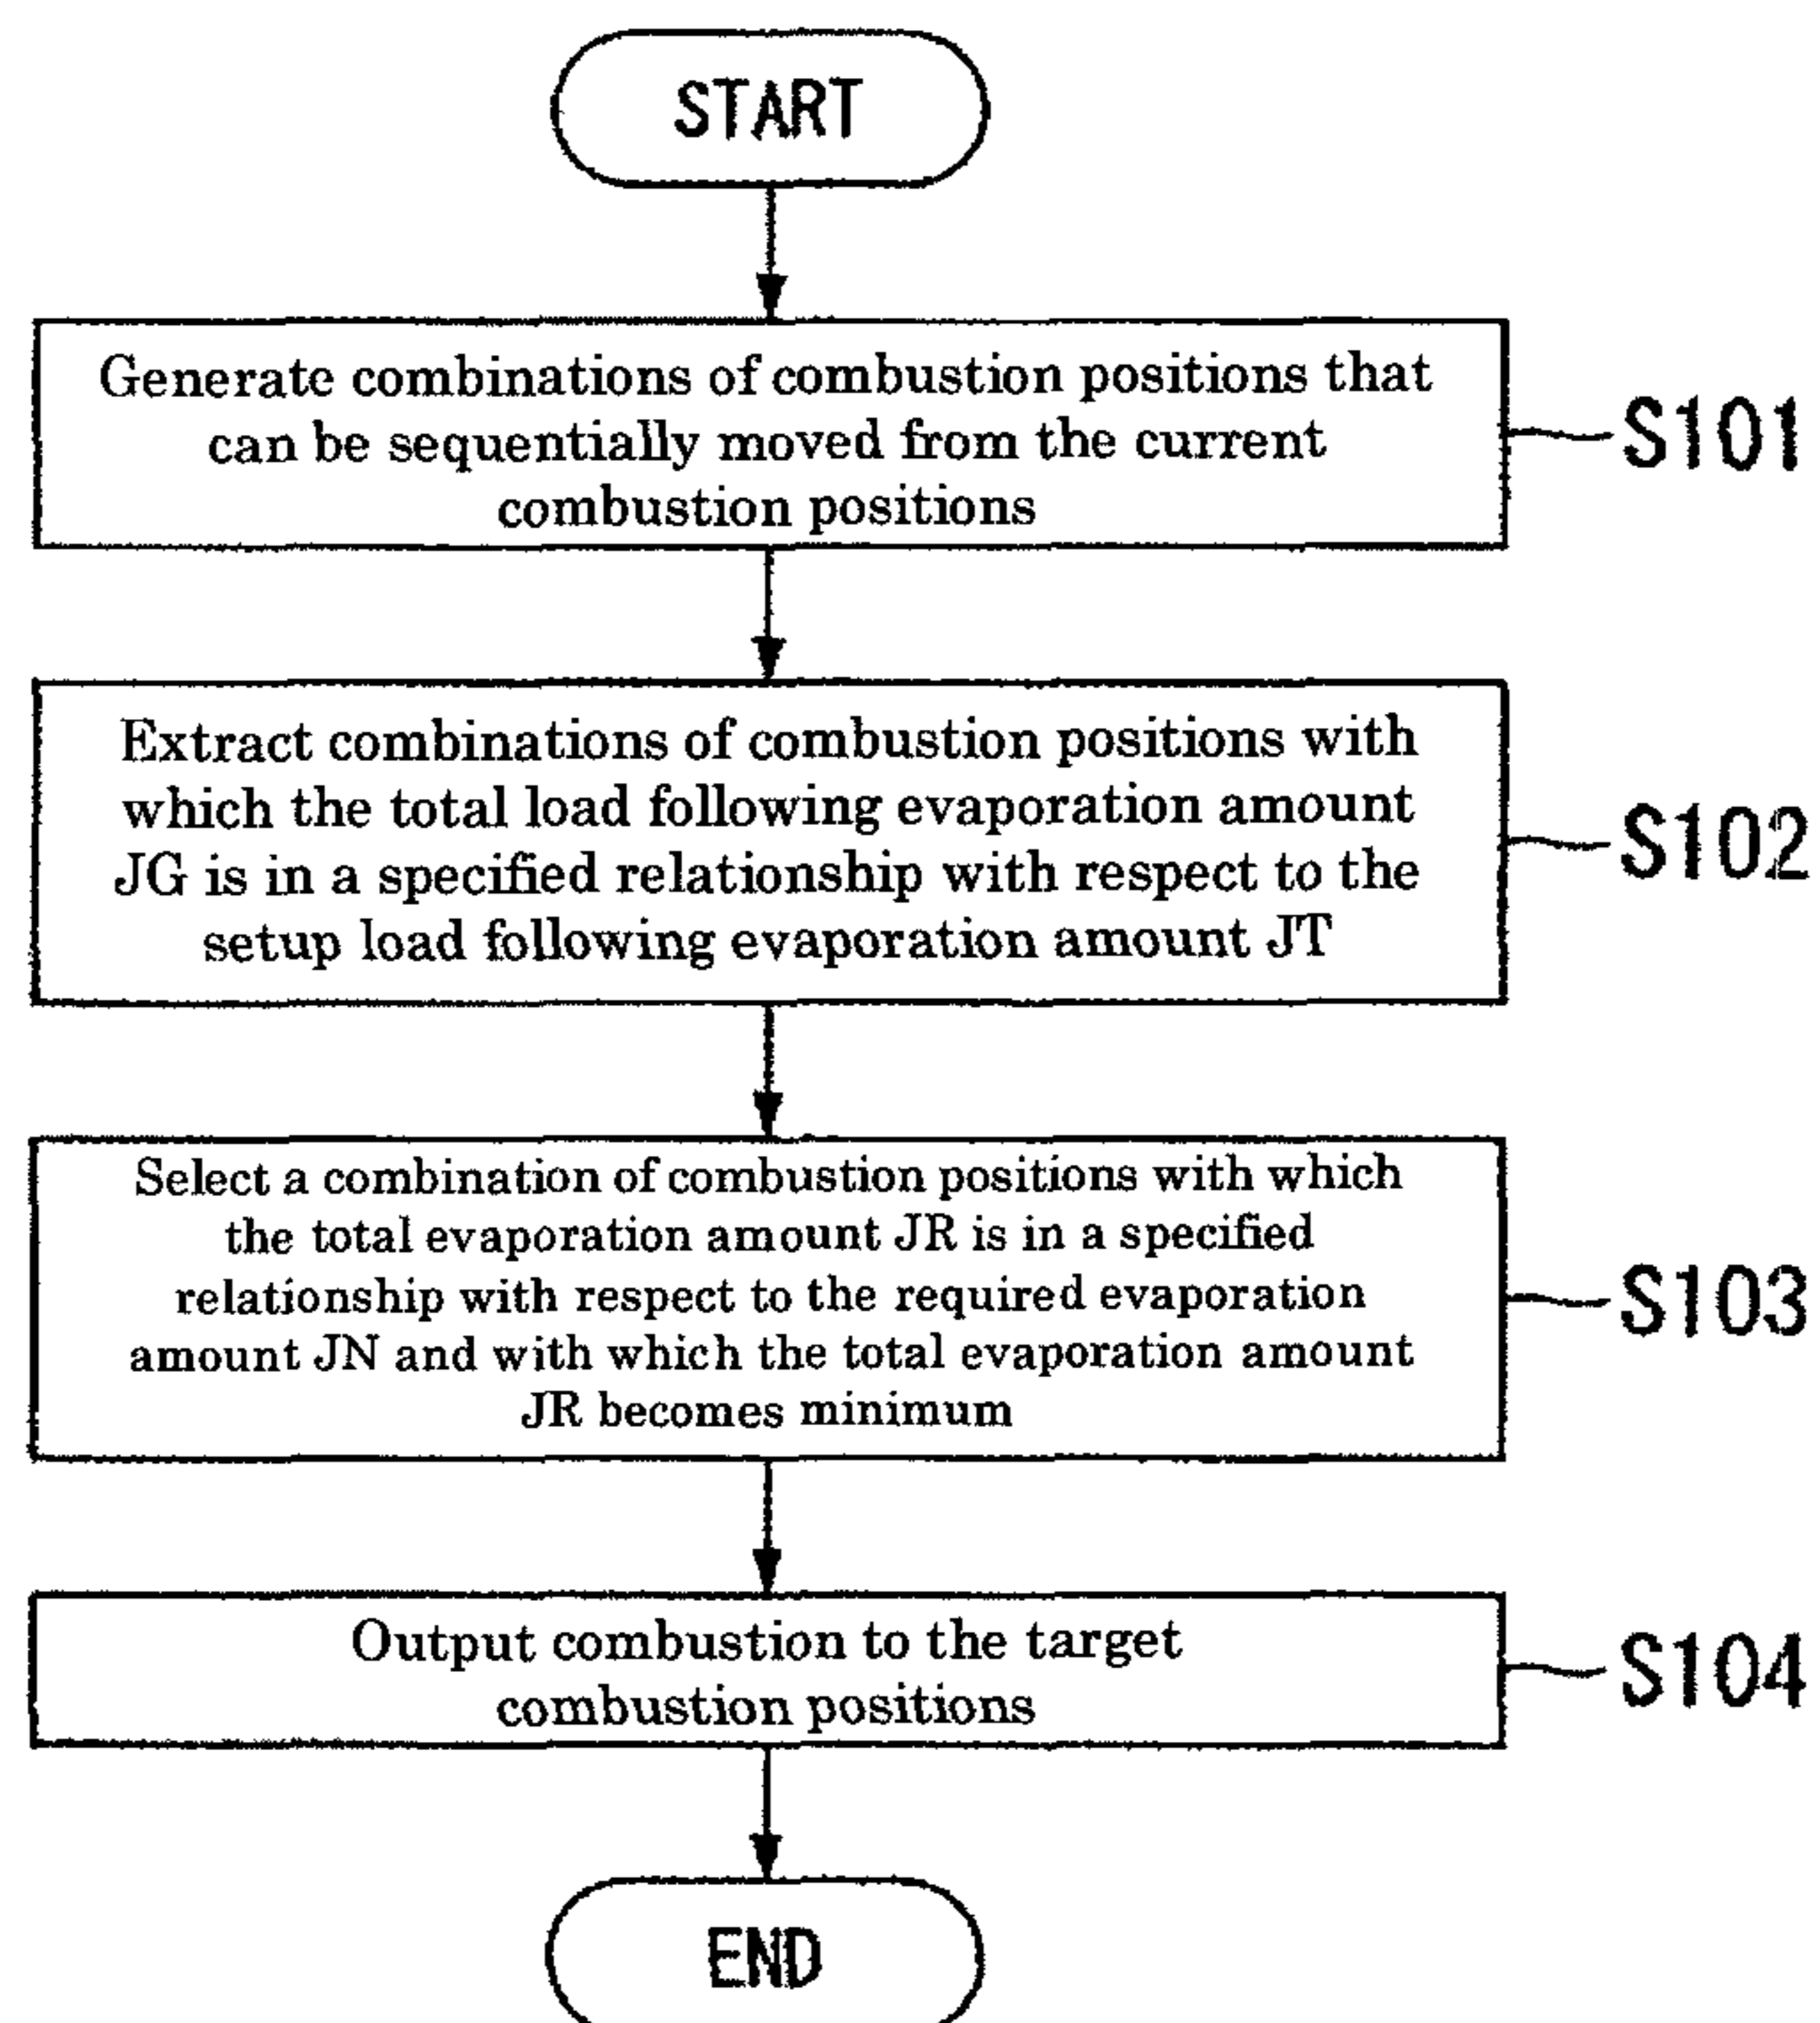 START
Generate combinations of combustion positions that
can be sequentially moved from the current
combustion positions
S101
Extract combinations of combustion positions with
which the total load following evaporation amount
JG is in a specified relationship with respect to the
setup load following evaporation amount JT
S102
Select a combination of combustion positions with which
the total evaporation amount JR is in a specified
relationship with respect to the required evaporation
amount JN and with which the total evaporation amount
JR becomes minimum
S103
Output combustion to the target
combustion positions
S104
END